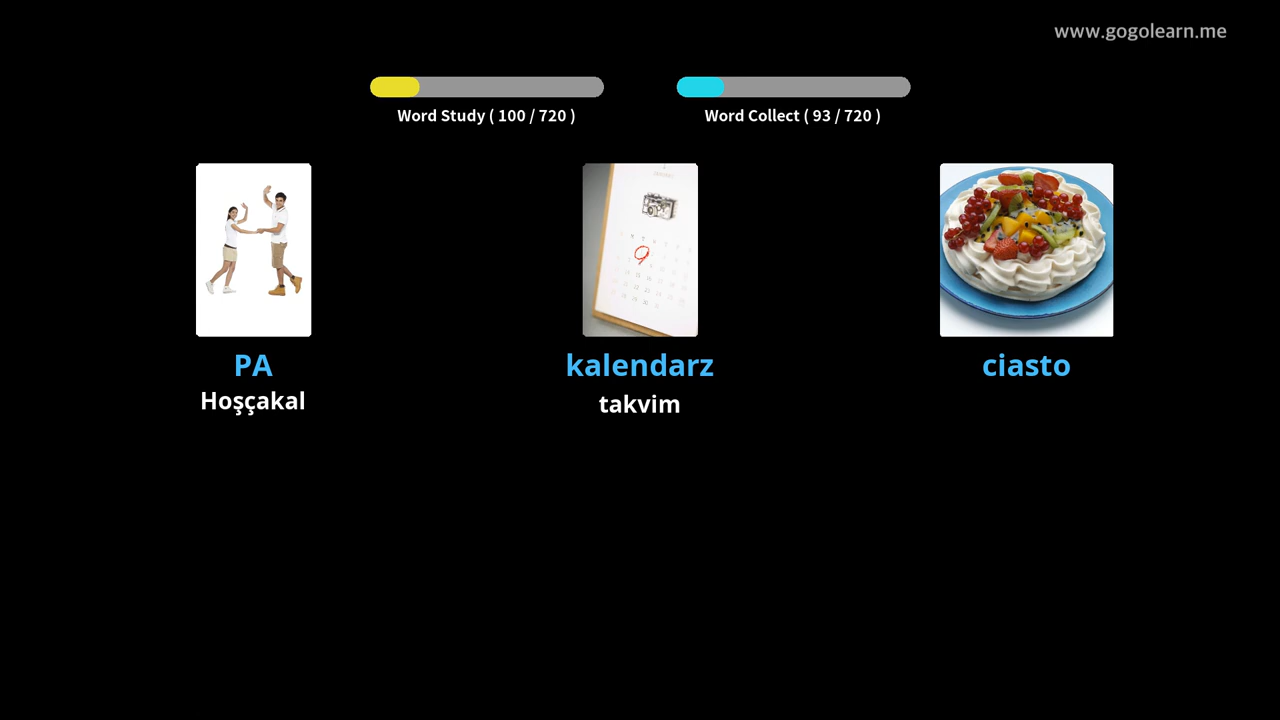 www.gogolearn.me
Word Study ( 100 / 720 )
Word Collect ( 93 / 720 )
PA
Hoşçakal
kalendarz
takvim
ciasto